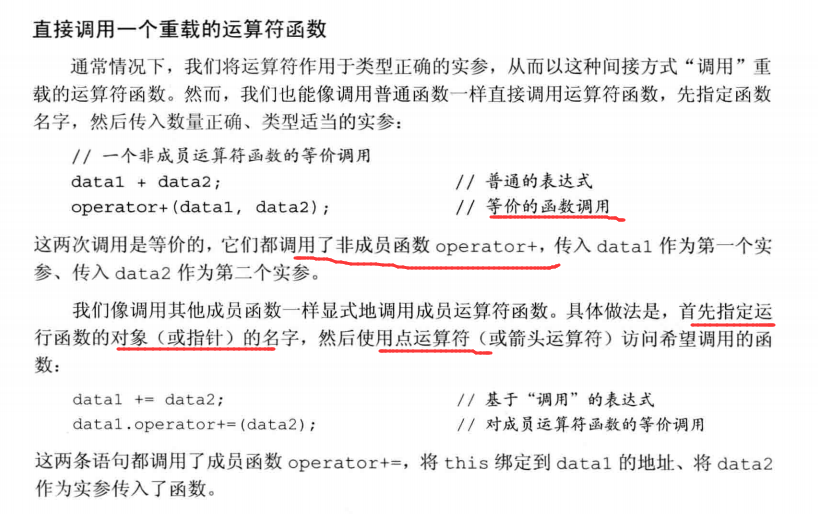 直接调用一个重载的运算符函数
通常情况下，我们将运算符作用于类型正确的实参，从而以这种间接方式“调用”重
载的运算符函数。然而，我们也能像调用普通函数一样直接调用运算符函数，先指定函数
名字，然后传入数量正确、类型适当的实参：
// 一个非成员运算符函数的等价调用
data1 + data2; // 普通的表达式
operator+(data1, data2); // 等价的函数调用
这两次调用是等价的，它们都调用了非成员函数 operator+，传入 data1 作为第一个实
参、传入 data2 作为第二个实参。
我们像调用其他成员函数一样显式地调用成员运算符函数。具体做法是，首先指定运
行函数的对象（或指针）的名字，然后使用点运算符（或箭头运算符）访问希望调用的函
数：
data1 += data2; // 基于“调用”的表达式
data1.operator+=(data2); // 对成员运算符函数的等价调用
这两条语句都调用了成员函数 operator+=，将 this 绑定到 data1 的地址、将 data2
作为实参传入了函数。